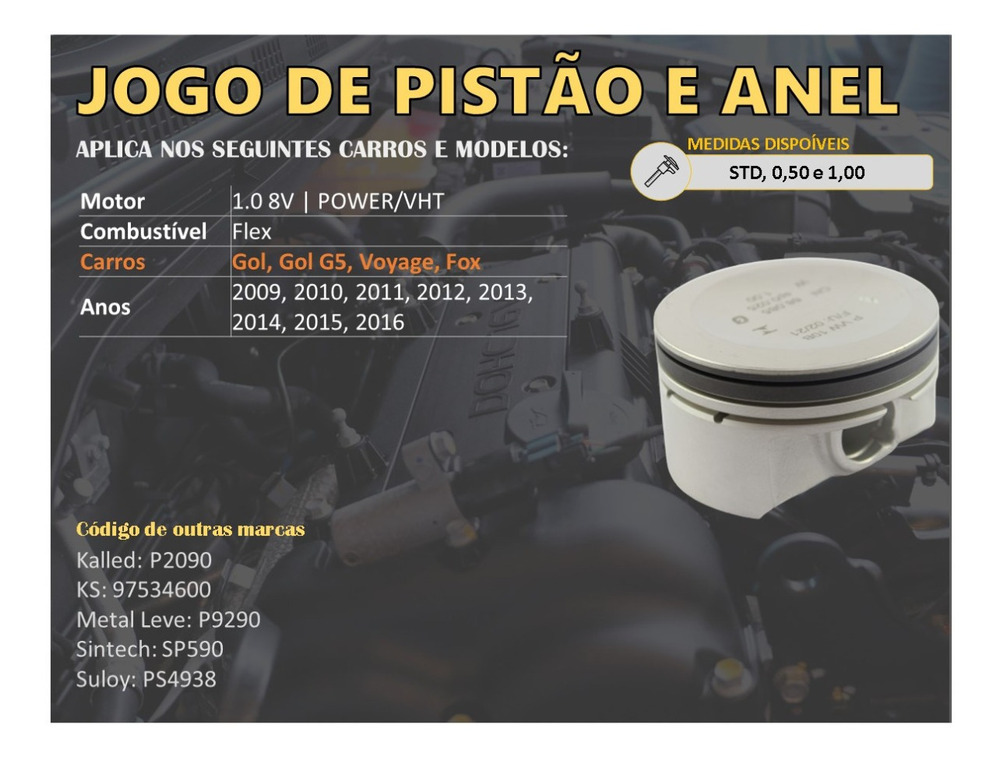 JOGO DE PISTÃO E ANEL
APLICA NOS SEGUINTES CARROS E MODELOS:
MEDIDAS DISPOÍVEIS
STD, 0,50 e 1,00
Motor 1.0 8V | POWER/VHT
Combustível Flex
Carros Gol, Gol G5, Voyage, Fox
Anos 2009, 2010, 2011, 2012, 2013,
2014, 2015, 2016
DOHC
Código de outras marcas
Kalled: P2090
KS: 97534600
Metal Leve: P9290
Sintech: SP590
Suloy: PS4938